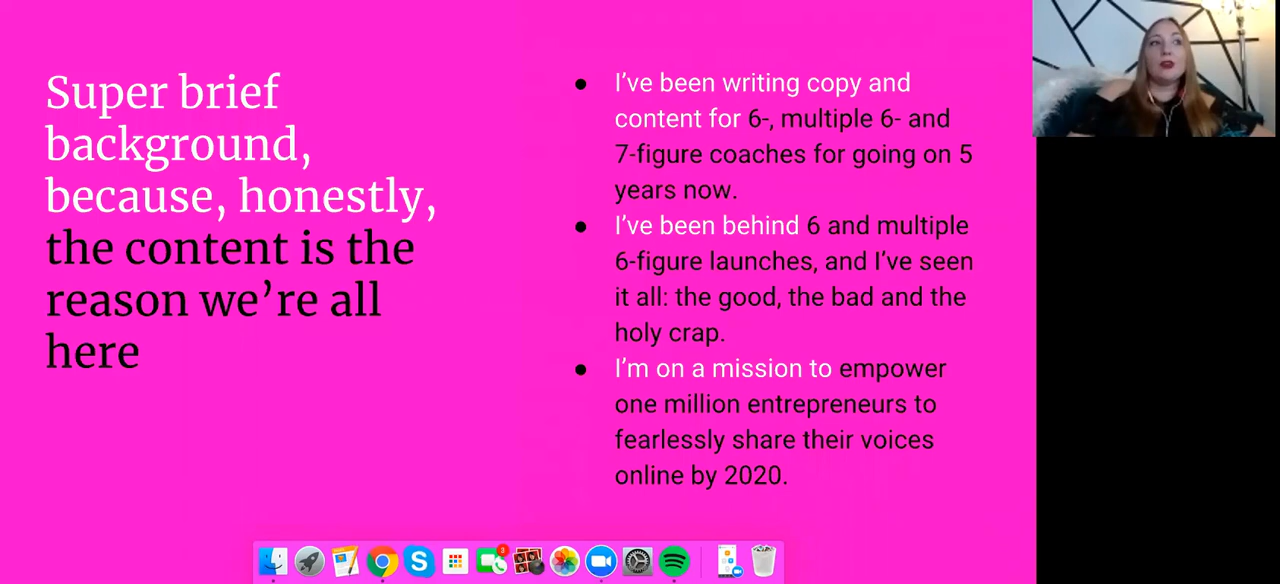 Super brief
background,
because, honestly,
the content is the
reason we're all
here
● I've been writing copy and
content for 6-, multiple 6- and
7-figure coaches for going on 5
years now.
● I've been behind 6 and multiple
6-figure launches, and I've seen
it all: the good, the bad and the
holy crap.
● I'm on a mission to empower
one million entrepreneurs to
fearlessly share their voices
online by 2020.